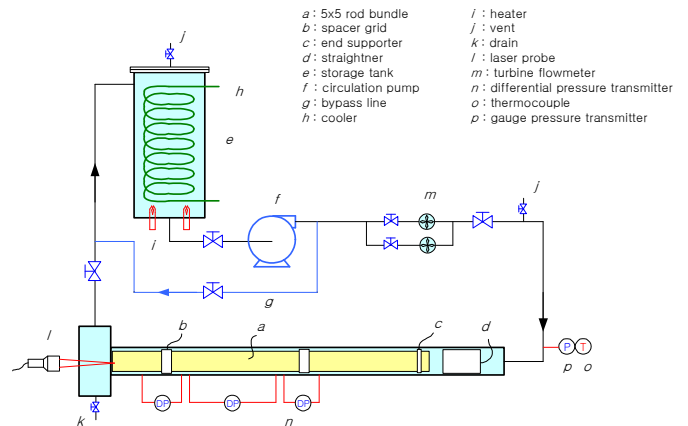 a : 5x5 rod bundle
b : spacer grid
c : end supporter
d : straightner
e : storage tank
f : circulation pump
g : bypass line
h : cooler
i : heater
j : vent
k : drain
l : laser probe
m : turbine flowmeter
n : differential pressure transmitter
o : thermocouple
p : gauge pressure transmitter
j
h
e
f
m
j
i
g
l
b
a
c
d
P
T
p
o
k
DP
DP
DP
n